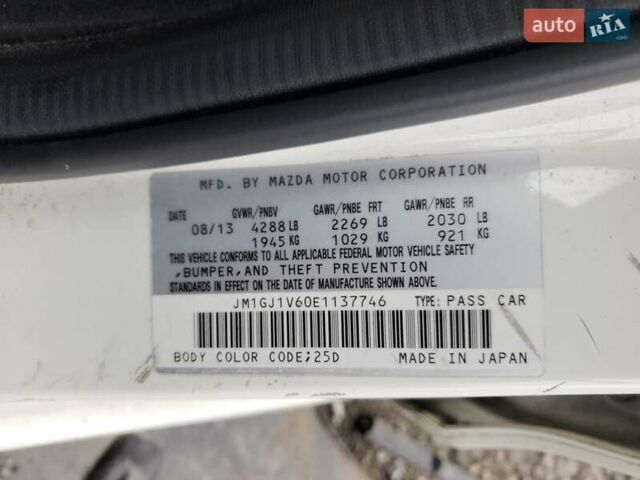 auto RIA
.com
MFD. BY MAZDA MOTOR CORPORATION
DATE GVWR/PNBV GAWR/PNBE FRT GAWR/PNBE RR
08/13 4288 LB 2269 LB 2030 LB
1945 KG 1029 KG 921 KG
THIS VEHICLE CONFORMS TO ALL APPLICABLE FEDERAL MOTOR VEHICLE SAFETY
,BUMPER,AND THEFT PREVENTION
STANDARDS IN EFFECT ON THE DATE OF MANUFACTURE SHOWN ABOVE.
JM1GJ1V60E1137746 TYPE: PASS CAR
BODY COLOR CODE;25D MADE IN JAPAN